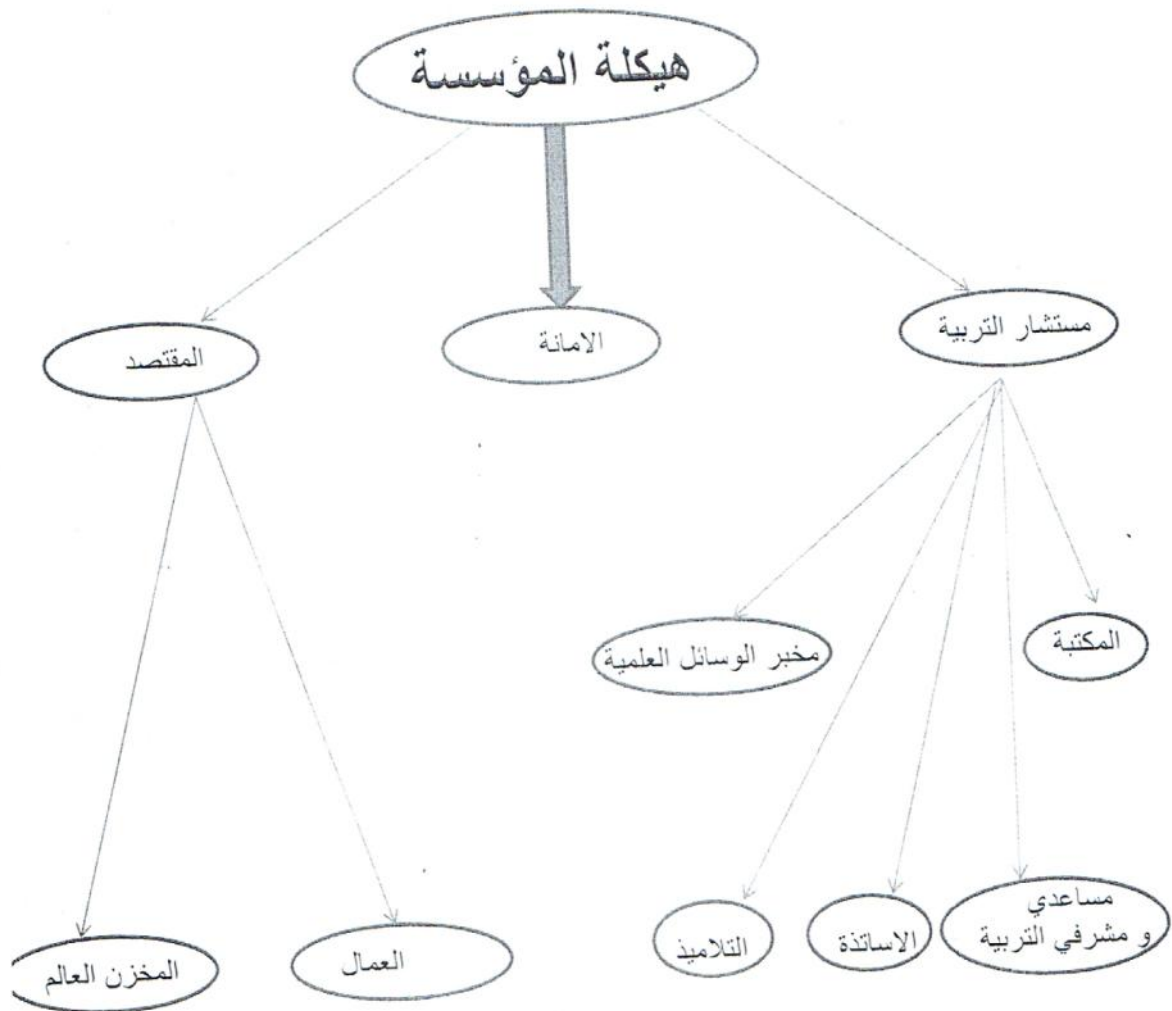 هيكلة المؤسسة
مستشار التربية
الامانة
المقتصد
المكتبة
مخبر الوسائل العلمية
مساعدي
و مشرفي التربية
الاساتذة
التلاميذ
العمال
المخزن العالم